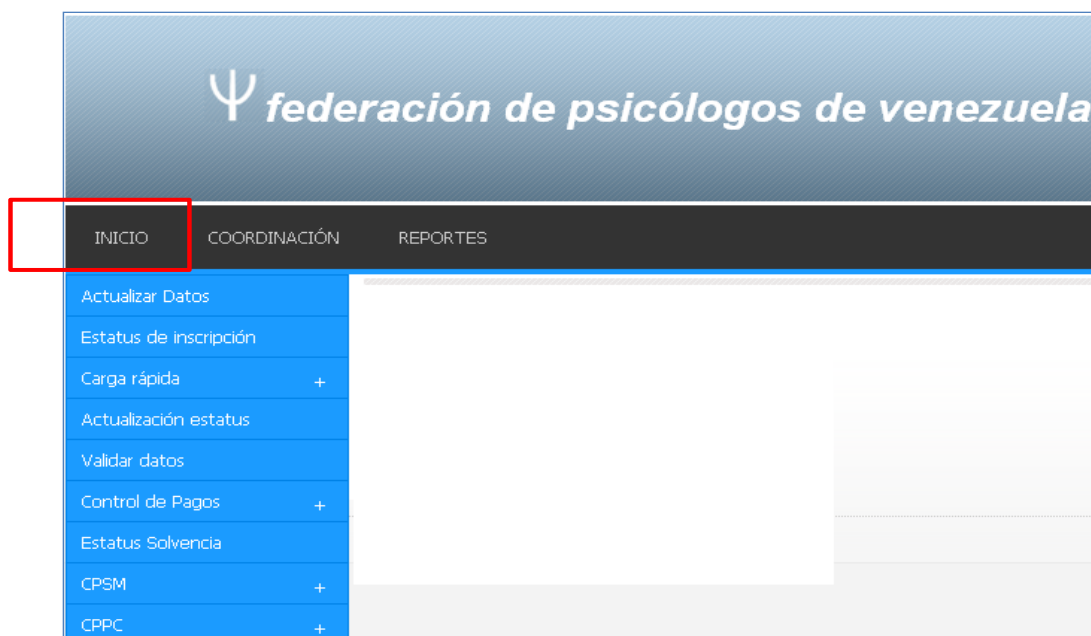 Ψ federación de psicólogos de venezuela
INICIO COORDINACIÓN REPORTES
Actualizar Datos
Estatus de inscripción
Carga rápida +
Actualización estatus
Validar datos
Control de Pagos +
Estatus Solvencia
CPSM +
CPPC +